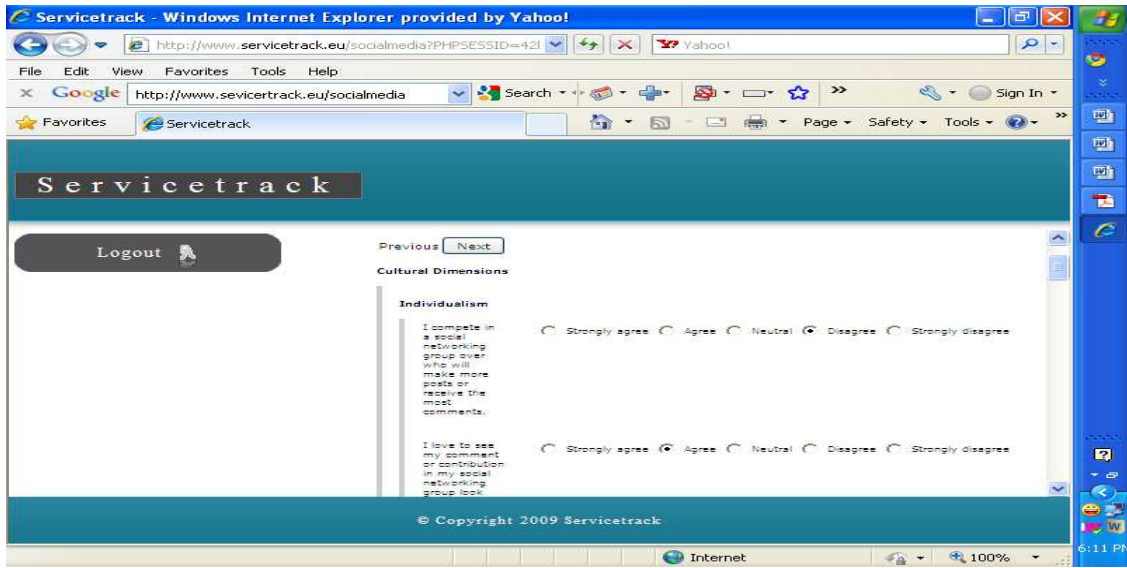 Servicetrack - Windows Internet Explorer provided by Yahoo!
http://www.servicetrack.eu/socialmedia?PHPSESSID=42l
Yahoo!
File Edit View Favorites Tools Help
Google http://www.sevicertrack.eu/socialmedia Search Sign In
Favorites Servicetrack Page Safety Tools
Servicetrack
Logout
Previous Next
Cultural Dimensions
Individualism
I compete in
a social
networking
group over
who will
make more
posts or
receive the
most
comments.
Strongly agree Agree Neutral Disagree Strongly disagree
I love to see
my comment
or contribution
in my social
networking
group look
Strongly agree Agree Neutral Disagree Strongly disagree
© Copyright 2009 Servicetrack
Internet 100%
6:11 PM